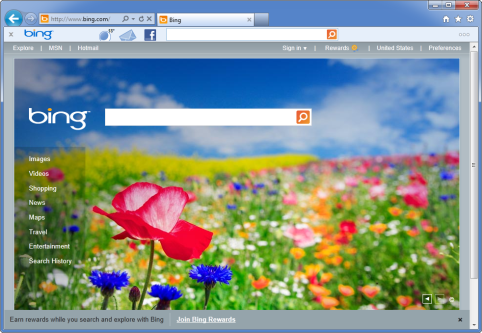 http://www.bing.com/
Bing
bing
Explore | MSN | Hotmail
Sign in | Rewards | United States | Preferences
bing
Images
Videos
Shopping
News
Maps
Travel
Entertainment
Search History
Earn rewards while you search and explore with Bing
Join Bing Rewards